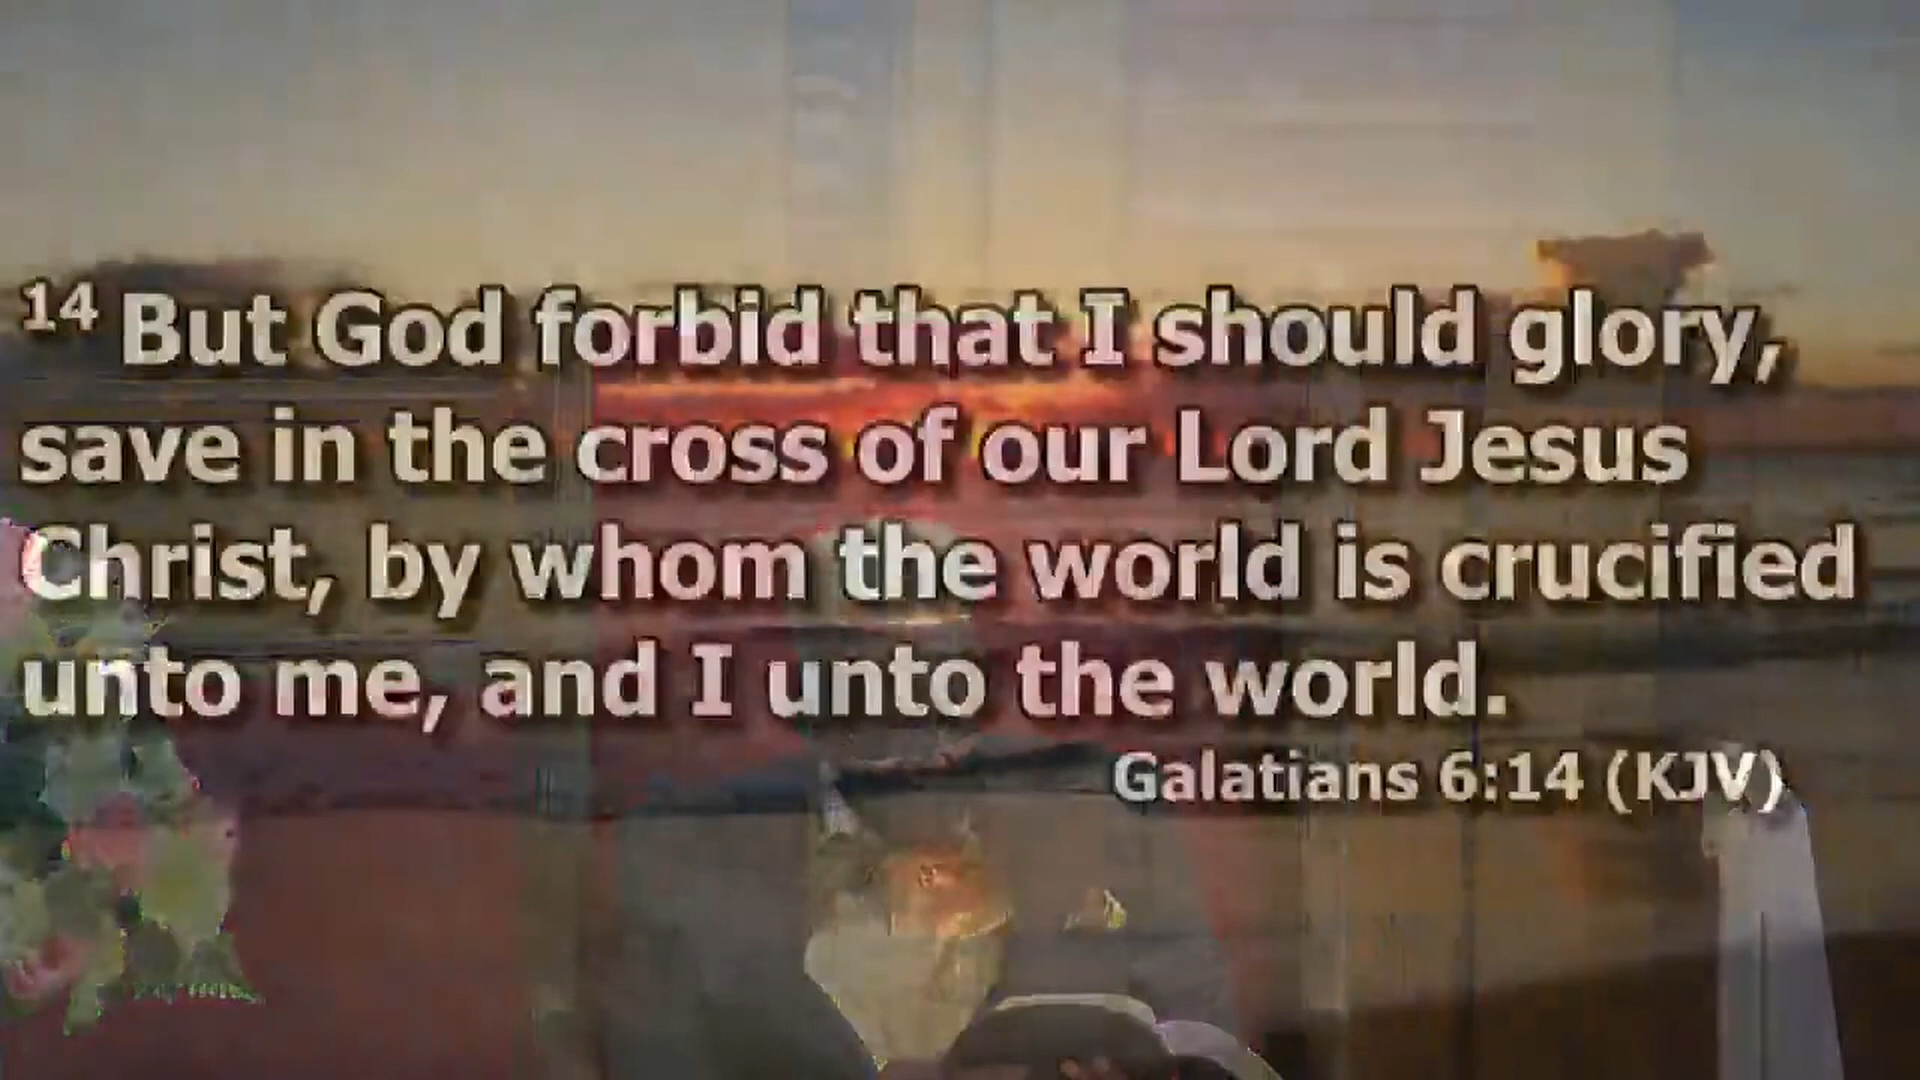 14 But God forbid that I should glory,
save in the cross of our Lord Jesus
Christ, by whom the world is crucified
unto me, and I unto the world.
Galatians 6:14 (KJV)